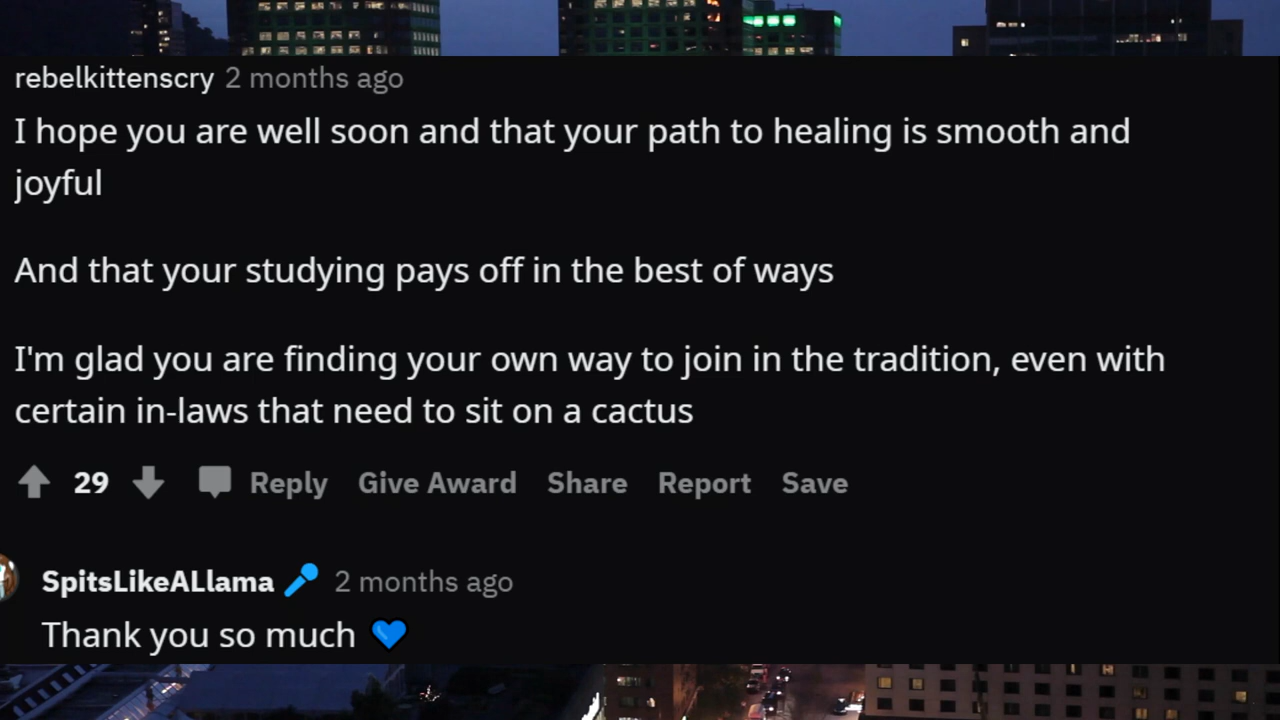 rebelkittenscry 2 months ago
I hope you are well soon and that your path to healing is smooth and
joyful
And that your studying pays off in the best of ways
I'm glad you are finding your own way to join in the tradition, even with
certain in-laws that need to sit on a cactus
29 Reply Give Award Share Report Save
SpitsLikeALlama 2 months ago
Thank you so much 💙